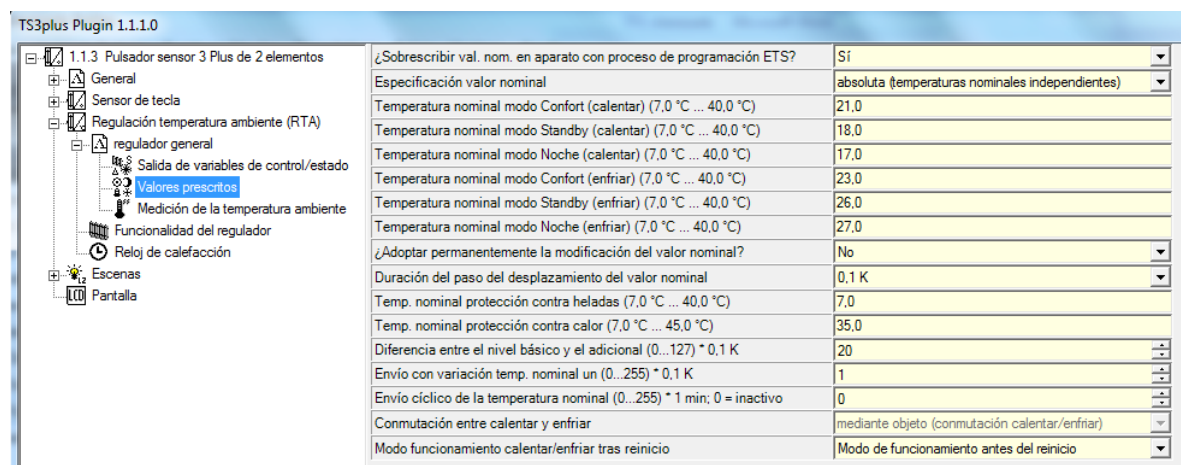 TS3plus Plugin 1.1.1.0
1.1.3 Pulsador sensor 3 Plus de 2 elementos
General
Sensor de tecla
Regulación temperatura ambiente (RTA)
regulador general
Salida de variables de control/estado
Valores prescritos
Medición de la temperatura ambiente
Funcionalidad del regulador
Reloj de calefacción
Escenas
Pantalla
¿Sobrescribir val. nom. en aparato con proceso de programación ETS? Sí
Especificación valor nominal absoluta (temperaturas nominales independientes)
Temperatura nominal modo Confort (calentar) (7,0 °C ... 40,0 °C) 21,0
Temperatura nominal modo Standby (calentar) (7,0 °C ... 40,0 °C) 18,0
Temperatura nominal modo Noche (calentar) (7,0 °C ... 40,0 °C) 17,0
Temperatura nominal modo Confort (enfriar) (7,0 °C ... 40,0 °C) 23,0
Temperatura nominal modo Standby (enfriar) (7,0 °C ... 40,0 °C) 26,0
Temperatura nominal modo Noche (enfriar) (7,0 °C ... 40,0 °C) 27,0
¿Adoptar permanentemente la modificación del valor nominal? No
Duración del paso del desplazamiento del valor nominal 0,1 K
Temp. nominal protección contra heladas (7,0 °C ... 40,0 °C) 7,0
Temp. nominal protección contra calor (7,0 °C ... 45,0 °C) 35,0
Diferencia entre el nivel básico y el adicional (0...127) * 0,1 K 20
Envío con variación temp. nominal un (0...255) * 0,1 K 1
Envío cíclico de la temperatura nominal (0...255) * 1 min; 0 = inactivo 0
Conmutación entre calentar y enfriar mediante objeto (conmutación calentar/enfriar)
Modo funcionamiento calentar/enfriar tras reinicio Modo de funcionamiento antes del reinicio